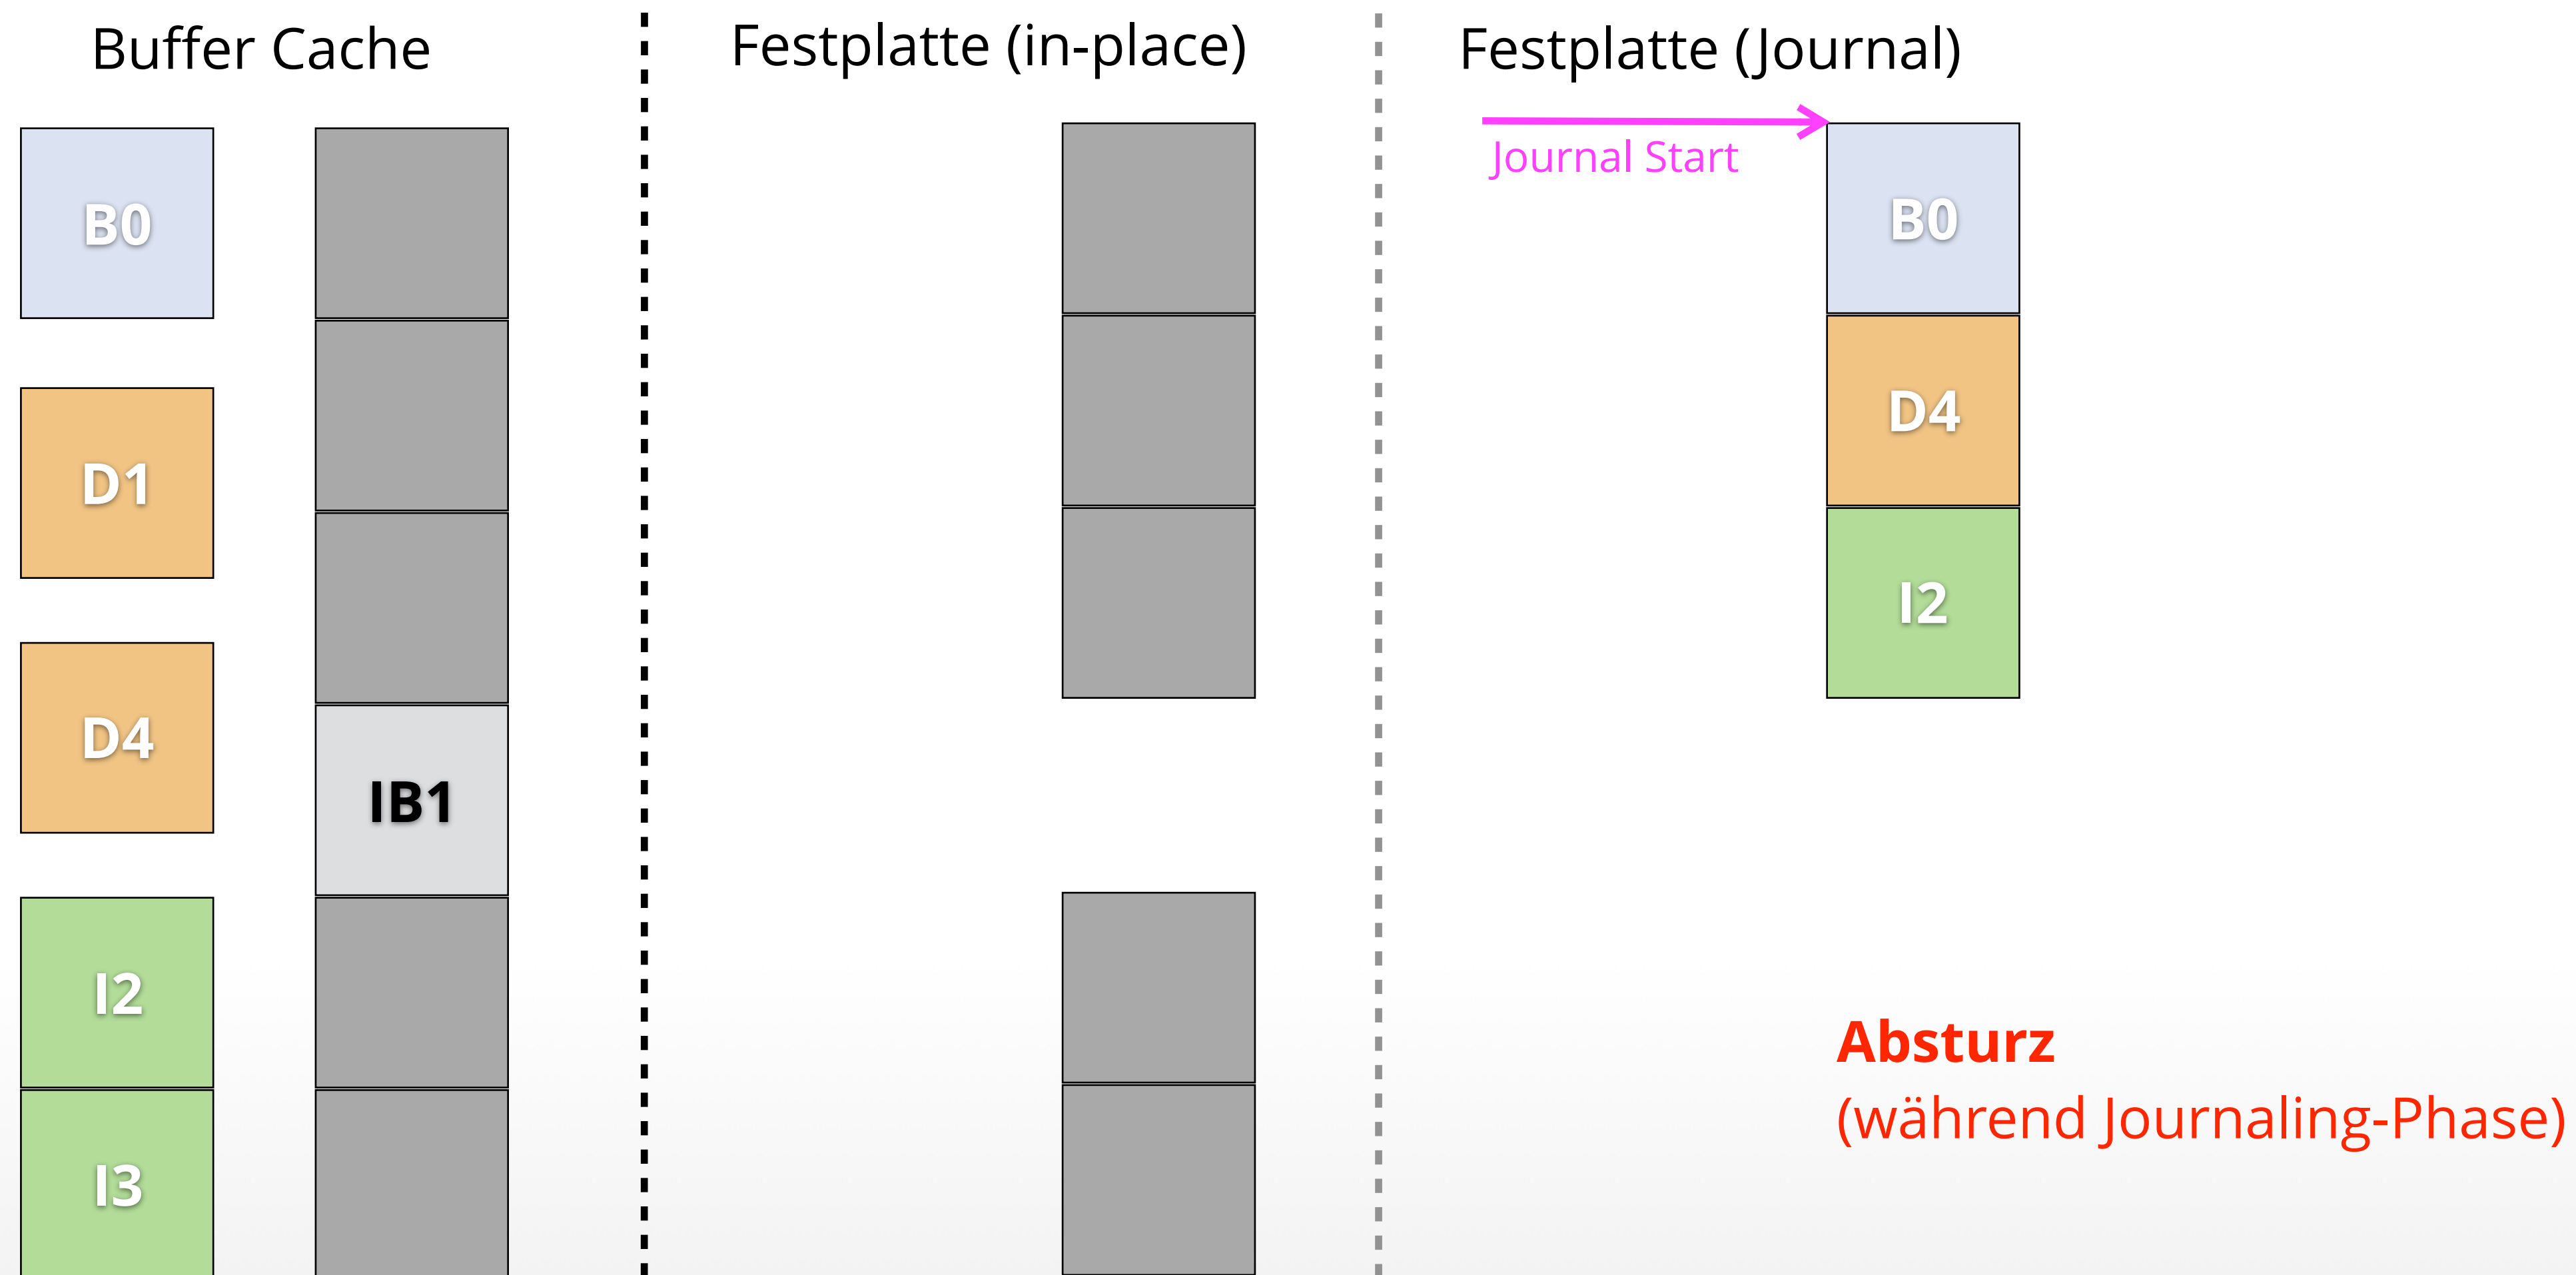 Buffer Cache
Festplatte (in-place)
Festplatte (Journal)
Journal Start
B0
D1
D4
I2
I3
IB1
B0
D4
I2
Absturz
(während Journaling-Phase)